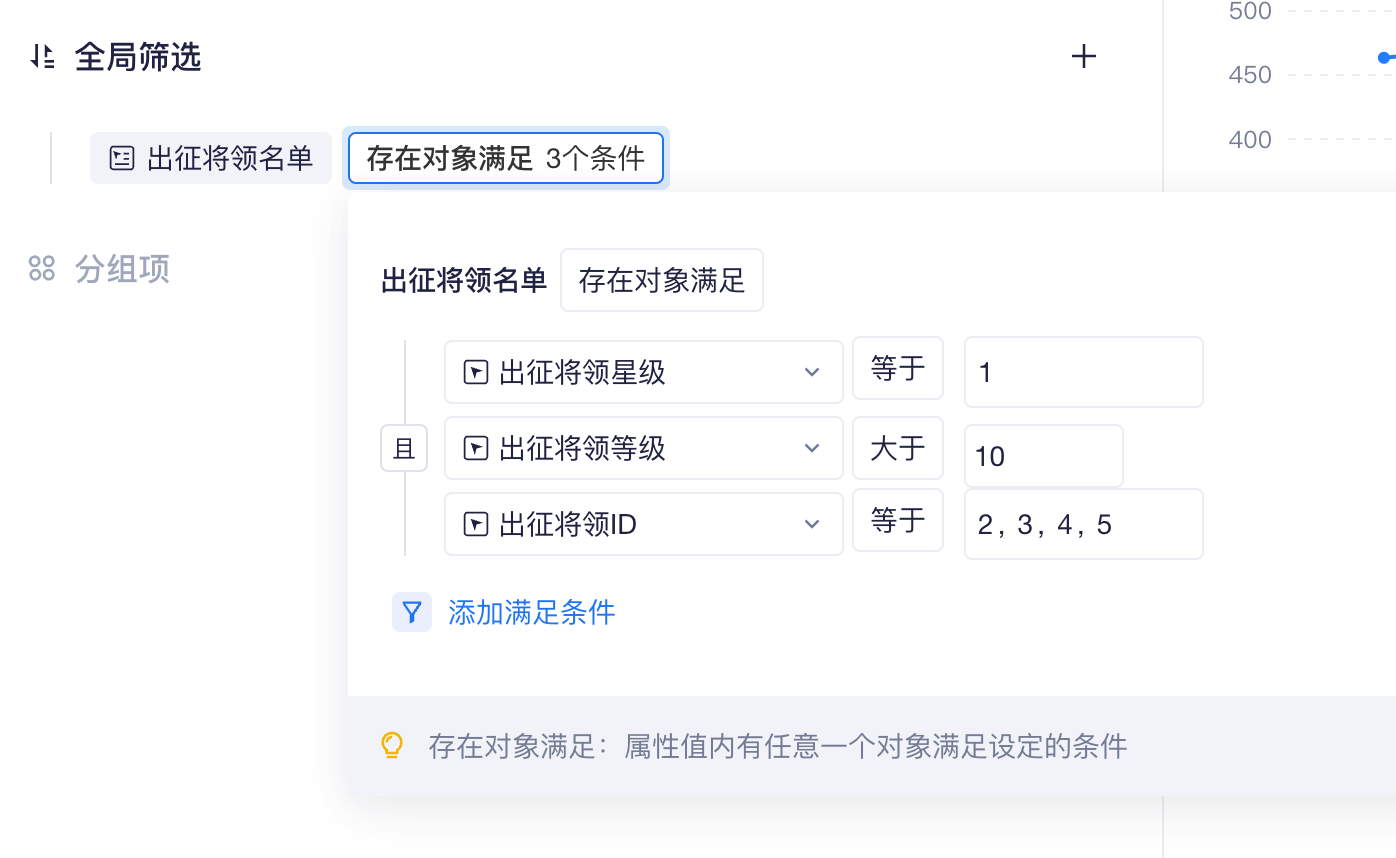 全局筛选
出征将领名单 存在对象满足 3个条件
分组项
出征将领名单 存在对象满足
出征将领星级 等于 1
且
出征将领等级 大于 10
出征将领ID 等于 2, 3, 4, 5
添加满足条件
存在对象满足：属性值内有任意一个对象满足设定的条件
500
450
400